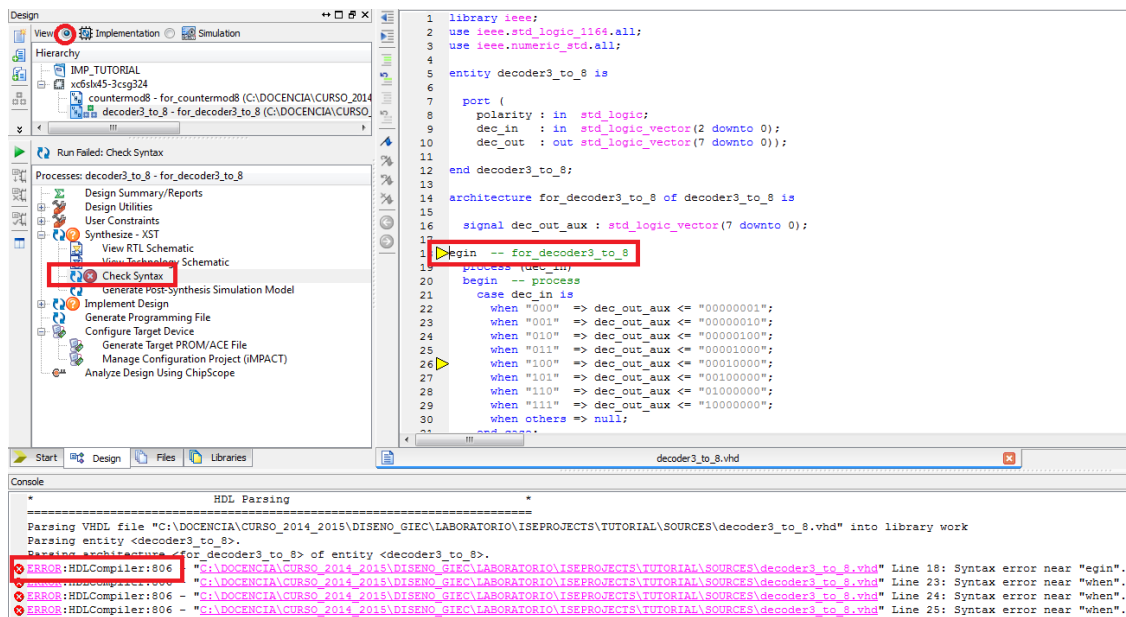 Design
View: Implementation Simulation
Hierarchy
IMP_TUTORIAL
xc6slx45-3csg324
countermod8 - for_countermod8 (C:\DOCENCIA\CURSO_2014
decoder3_to_8 - for_decoder3_to_8 (C:\DOCENCIA\CURSO_
Run Failed: Check Syntax
Processes: decoder3_to_8 - for_decoder3_to_8
Design Summary/Reports
Design Utilities
User Constraints
Synthesize - XST
View RTL Schematic
View Technology Schematic
Check Syntax
Generate Post-Synthesis Simulation Model
Implement Design
Generate Programming File
Configure Target Device
Generate Target PROM/ACE File
Manage Configuration Project (iMPACT)
Analyze Design Using ChipScope
Start Design Files Libraries
1 library ieee;
2 use ieee.std_logic_1164.all;
3 use ieee.numeric_std.all;
4
5 entity decoder3_to_8 is
6
7 port (
8 polarity : in std_logic;
9 dec_in : in std_logic_vector(2 downto 0);
10 dec_out : out std_logic_vector(7 downto 0));
11
12 end decoder3_to_8;
13
14 architecture for_decoder3_to_8 of decoder3_to_8 is
15
16 signal dec_out_aux : std_logic_vector(7 downto 0);
17
18 egin -- for_decoder3_to_8
19 process (dec_in)
20 begin -- process
21 case dec_in is
22 when "000" => dec_out_aux <= "00000001";
23 when "001" => dec_out_aux <= "00000010";
24 when "010" => dec_out_aux <= "00000100";
25 when "011" => dec_out_aux <= "00001000";
26 when "100" => dec_out_aux <= "00010000";
27 when "101" => dec_out_aux <= "00100000";
28 when "110" => dec_out_aux <= "01000000";
29 when "111" => dec_out_aux <= "10000000";
30 when others => null;
31 end case;
decoder3_to_8.vhd
Console
* HDL Parsing *
=========================================================================
Parsing VHDL file "C:\DOCENCIA\CURSO_2014_2015\DISENO_GIEC\LABORATORIO\ISEPROJECTS\TUTORIAL\SOURCES\decoder3_to_8.vhd" into library work
Parsing entity <decoder3_to_8>.
Parsing architecture <for_decoder3_to_8> of entity <decoder3_to_8>.
ERROR:HDLCompiler:806 - "C:\DOCENCIA\CURSO_2014_2015\DISENO_GIEC\LABORATORIO\ISEPROJECTS\TUTORIAL\SOURCES\decoder3_to_8.vhd" Line 18: Syntax error near "egin".
ERROR:HDLCompiler:806 - "C:\DOCENCIA\CURSO_2014_2015\DISENO_GIEC\LABORATORIO\ISEPROJECTS\TUTORIAL\SOURCES\decoder3_to_8.vhd" Line 23: Syntax error near "when".
ERROR:HDLCompiler:806 - "C:\DOCENCIA\CURSO_2014_2015\DISENO_GIEC\LABORATORIO\ISEPROJECTS\TUTORIAL\SOURCES\decoder3_to_8.vhd" Line 24: Syntax error near "when".
ERROR:HDLCompiler:806 - "C:\DOCENCIA\CURSO_2014_2015\DISENO_GIEC\LABORATORIO\ISEPROJECTS\TUTORIAL\SOURCES\decoder3_to_8.vhd" Line 25: Syntax error near "when".